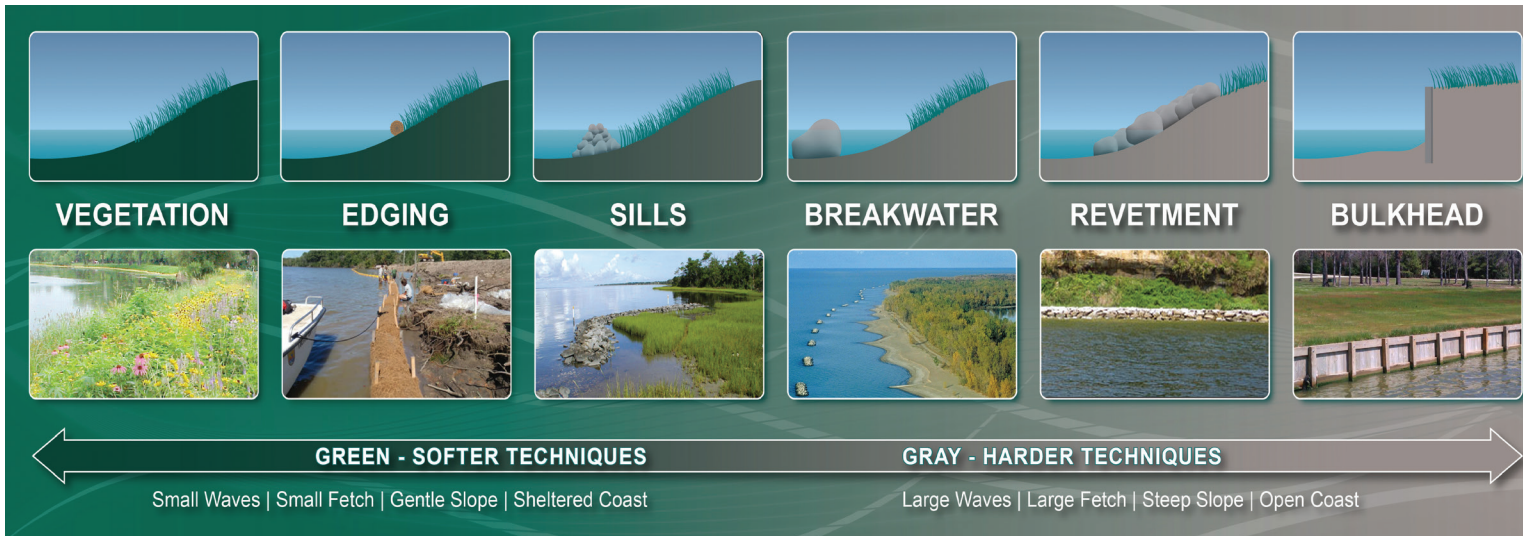 VEGETATION
EDGING
SILLS
BREAKWATER
REVETMENT
BULKHEAD
GREEN - SOFTER TECHNIQUES
GRAY - HARDER TECHNIQUES
Small Waves | Small Fetch | Gentle Slope | Sheltered Coast
Large Waves | Large Fetch | Steep Slope | Open Coast